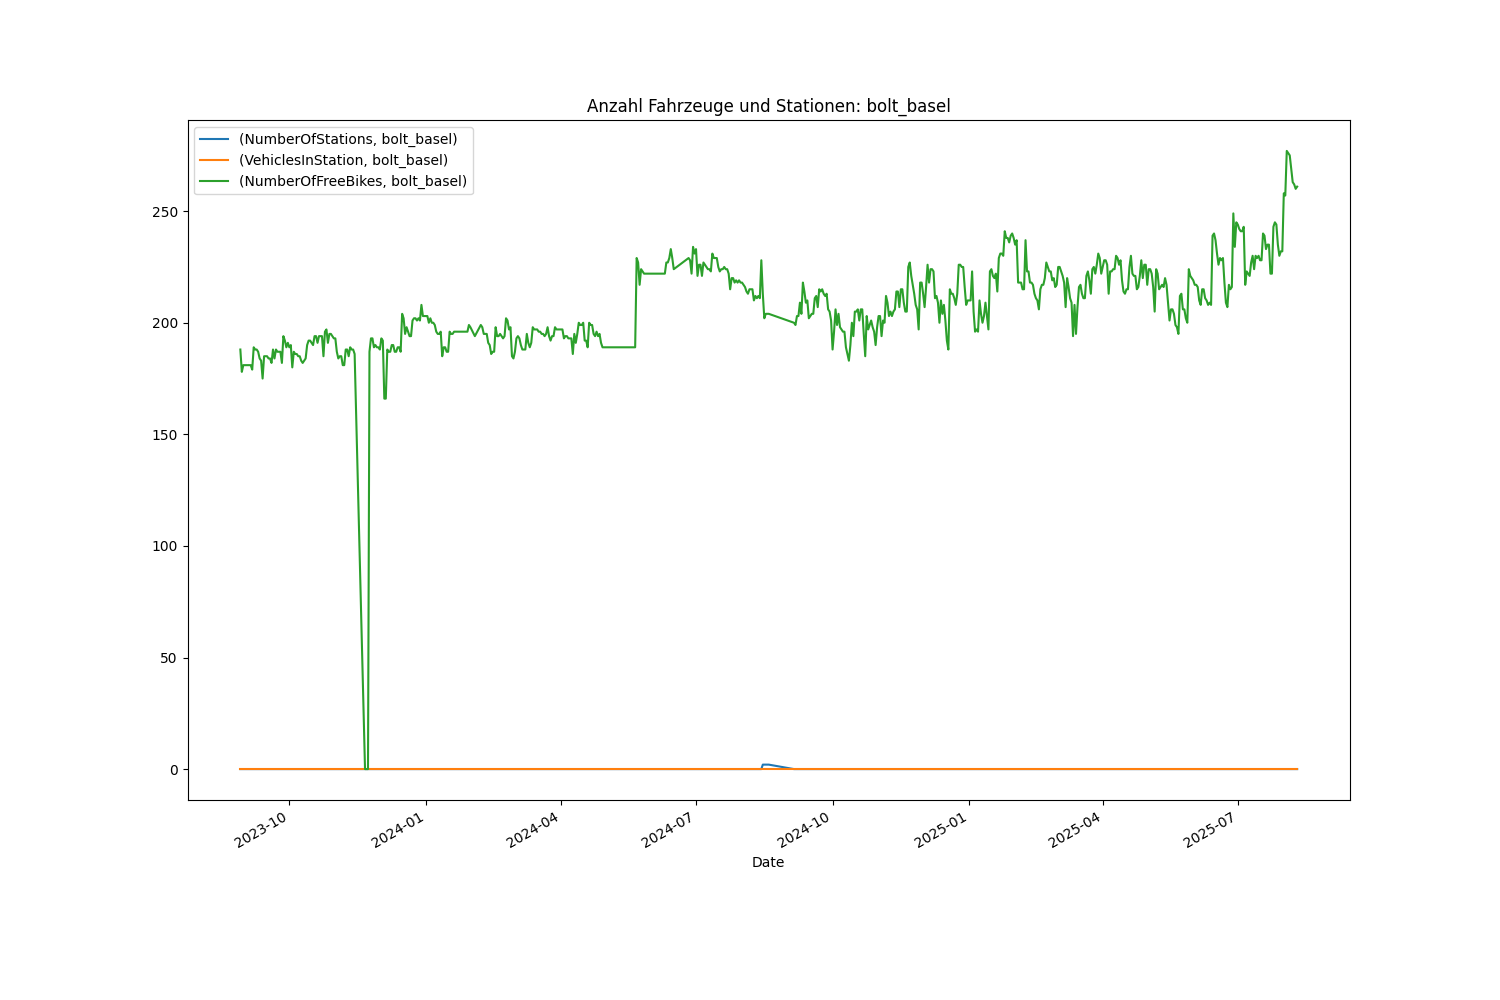 Anzahl Fahrzeuge und Stationen: bolt_basel
(NumberOfStations, bolt_basel)
(VehiclesInStation, bolt_basel)
(NumberOfFreeBikes, bolt_basel)
250
200
150
100
50
0
2023-10
2024-01
2024-04
2024-07
2024-10
2025-01
2025-04
2025-07
Date